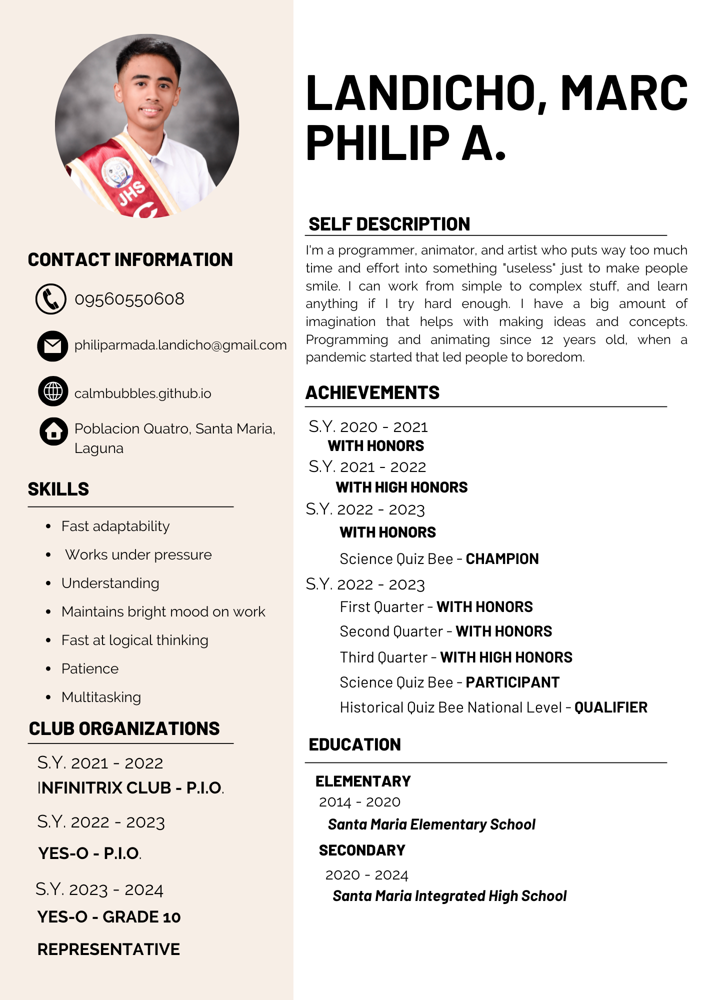 LANDICHO, MARC
PHILIP A.
JHS
CONTACT INFORMATION
09560550608
philiparmada.landicho@gmail.com
calmbubbles.github.io
Poblacion Quatro, Santa Maria,
Laguna
SKILLS
• Fast adaptability
• Works under pressure
• Understanding
• Maintains bright mood on work
• Fast at logical thinking
• Patience
• Multitasking
CLUB ORGANIZATIONS
S.Y. 2021 - 2022
INFINITRIX CLUB - P.I.O.
S.Y. 2022 - 2023
YES-O - P.I.O.
S.Y. 2023 - 2024
YES-O - GRADE 10
REPRESENTATIVE
SELF DESCRIPTION
I'm a programmer, animator, and artist who puts way too much
time and effort into something "useless" just to make people
smile. I can work from simple to complex stuff, and learn
anything if I try hard enough. I have a big amount of
imagination that helps with making ideas and concepts.
Programming and animating since 12 years old, when a
pandemic started that led people to boredom.
ACHIEVEMENTS
S.Y. 2020 - 2021
WITH HONORS
S.Y. 2021 - 2022
WITH HIGH HONORS
S.Y. 2022 - 2023
WITH HONORS
Science Quiz Bee - CHAMPION
S.Y. 2022 - 2023
First Quarter - WITH HONORS
Second Quarter - WITH HONORS
Third Quarter - WITH HIGH HONORS
Science Quiz Bee - PARTICIPANT
Historical Quiz Bee National Level - QUALIFIER
EDUCATION
ELEMENTARY
2014 - 2020
Santa Maria Elementary School
SECONDARY
2020 - 2024
Santa Maria Integrated High School